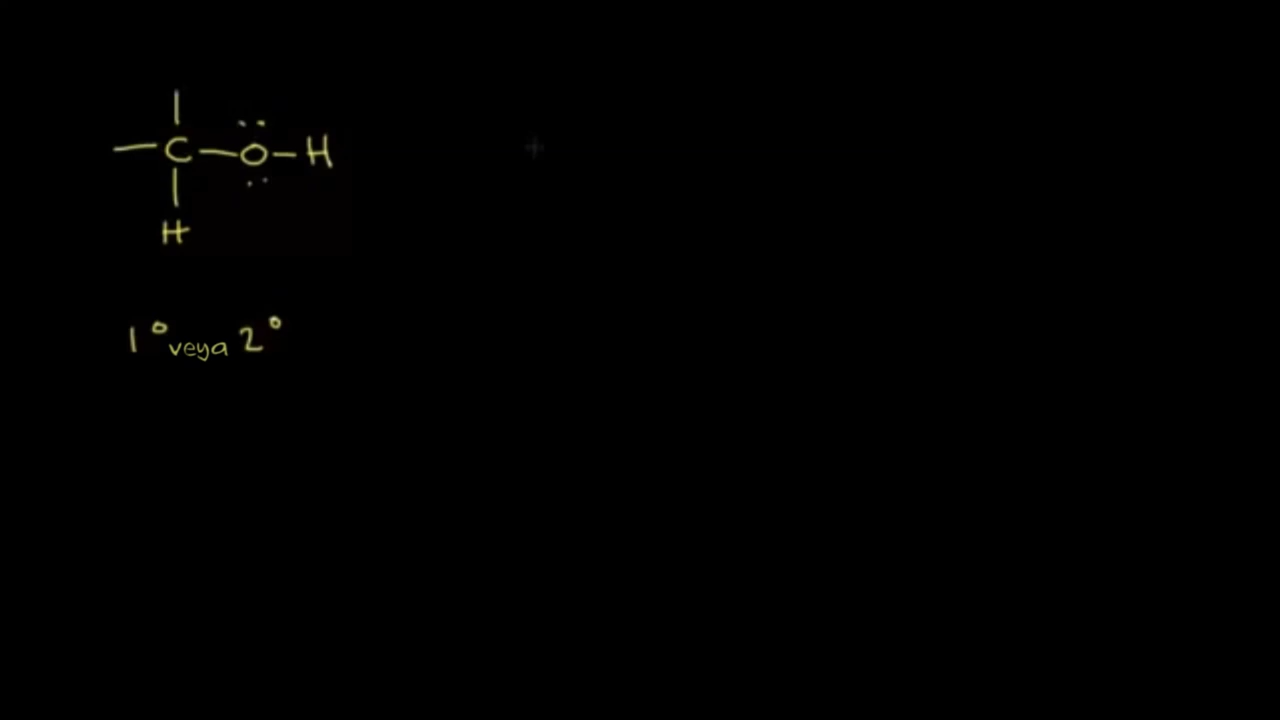 C — O — H
H
1° veya 2°